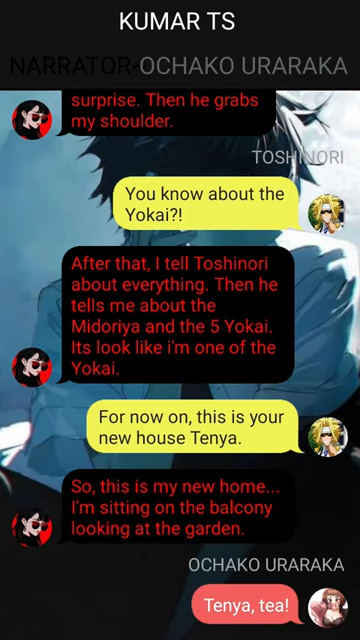 KUMAR TS
NARRATOR-OCHAKO URARAKA
surprise. Then he grabs
my shoulder.
TOSHINORI
You know about the
Yokai?!
After that, I tell Toshinori
about everything. Then he
tells me about the
Midoriya and the 5 Yokai.
Its look like i'm one of the
Yokai.
For now on, this is your
new house Tenya.
So, this is my new home...
I'm sitting on the balcony
looking at the garden.
OCHAKO URARAKA
Tenya, tea!